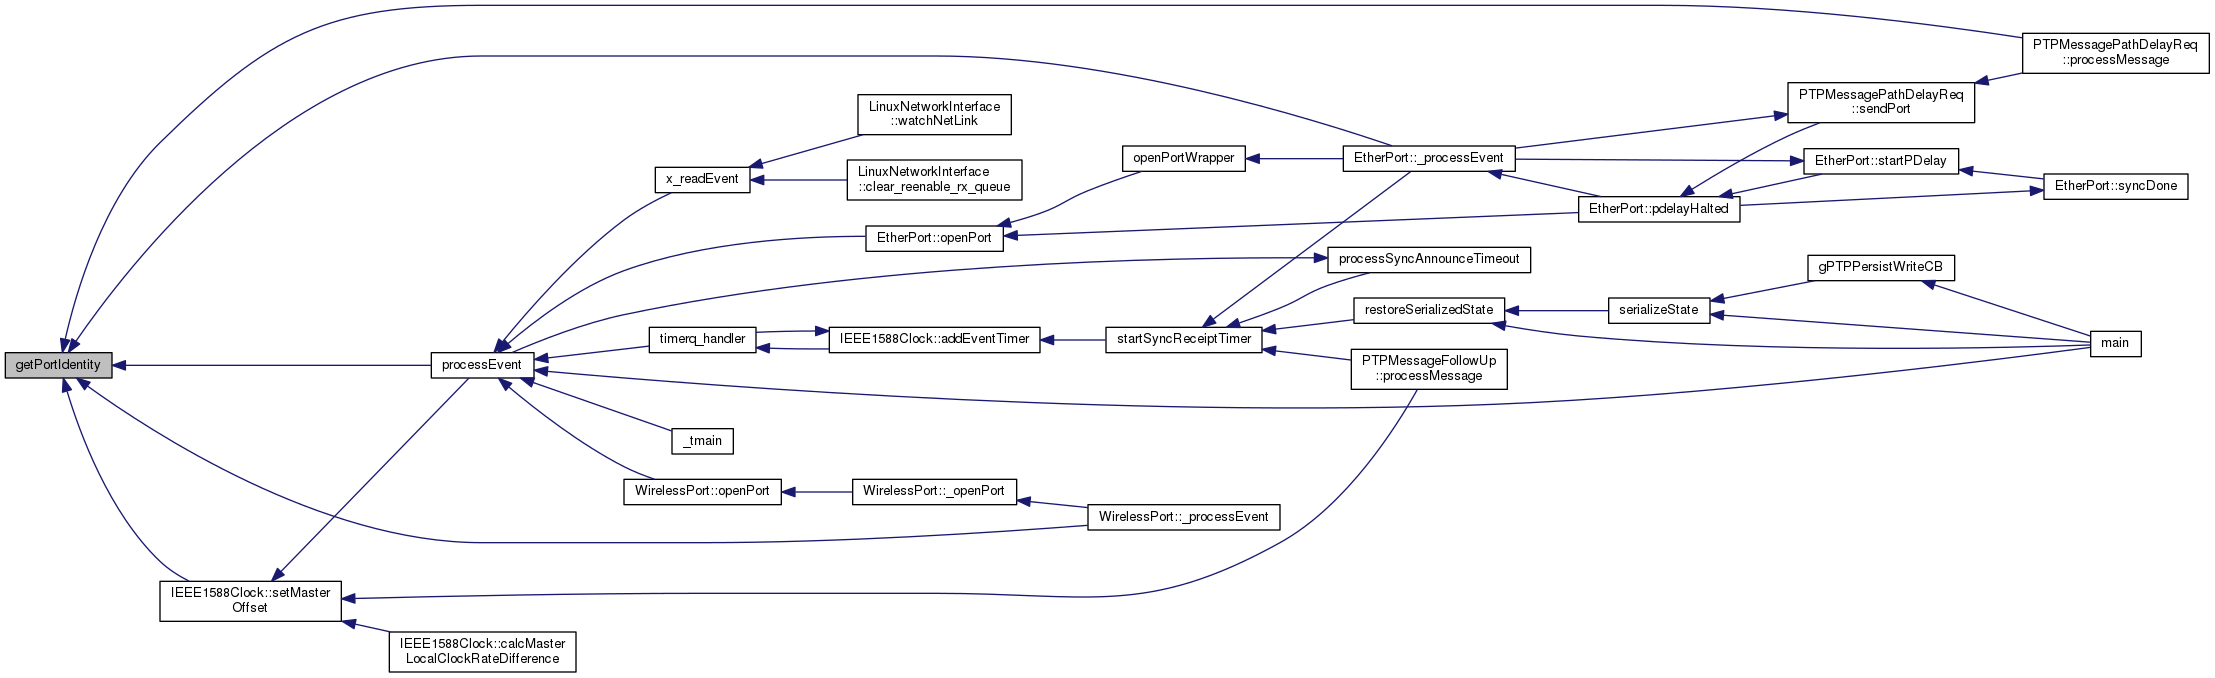 PTPMessagePathDelayReq
::processMessage
PTPMessagePathDelayReq
::sendPort
LinuxNetworkInterface
::watchNetLink
openPortWrapper
EtherPort::_processEvent
EtherPort::startPDelay
x_readEvent
LinuxNetworkInterface
::clear_reenable_rx_queue
EtherPort::syncDone
EtherPort::pdelayHalted
EtherPort::openPort
processSyncAnnounceTimeout
gPTPPersistWriteCB
restoreSerializedState
serializeState
timerq_handler
IEEE1588Clock::addEventTimer
startSyncReceiptTimer
main
getPortIdentity
processEvent
PTPMessageFollowUp
::processMessage
_tmain
WirelessPort::openPort
WirelessPort::_openPort
WirelessPort::_processEvent
IEEE1588Clock::setMaster
Offset
IEEE1588Clock::calcMaster
LocalClockRateDifference